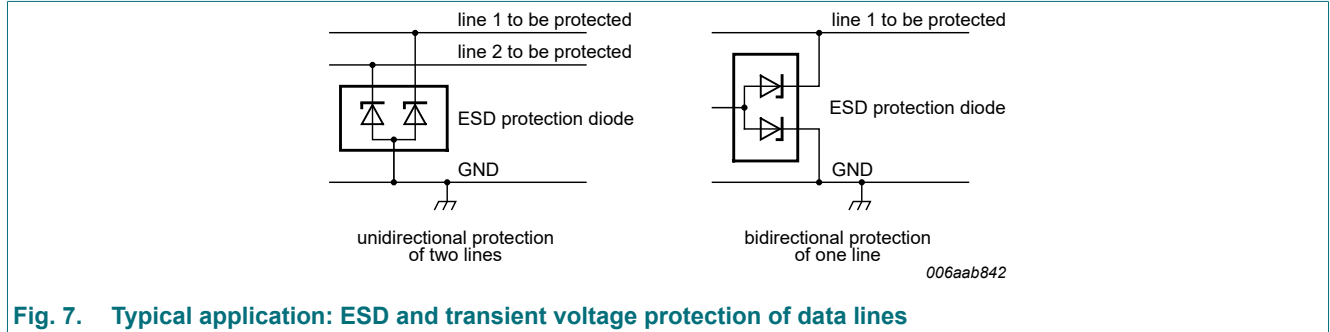 line 1 to be protected
line 2 to be protected
ESD protection diode
GND
unidirectional protection
of two lines
line 1 to be protected
ESD protection diode
GND
bidirectional protection
of one line
006aab842
Fig. 7. Typical application: ESD and transient voltage protection of data lines